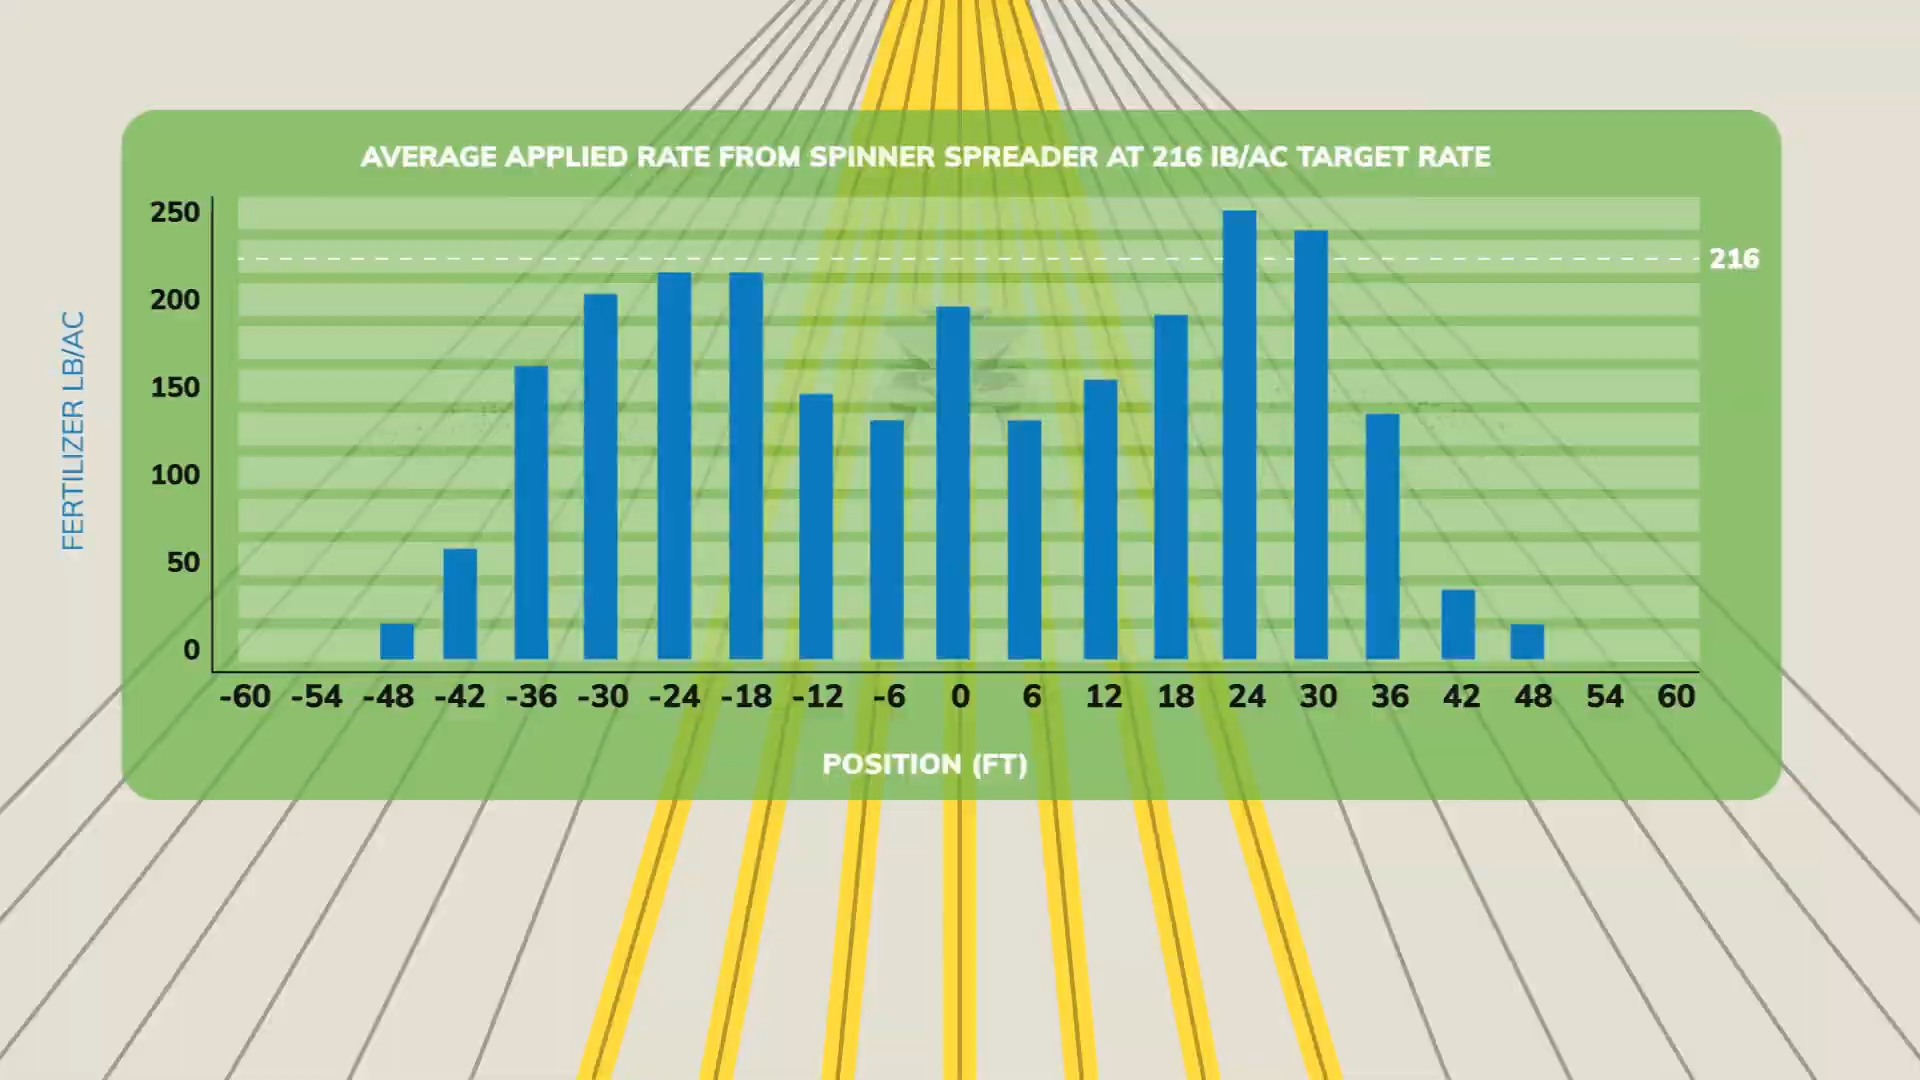 AVERAGE APPLIED RATE FROM SPINNER SPREADER AT 216 lB/AC TARGET RATE
250
216
200
FERTILIZER LB/AC
150
100
50
0
-60 -54 -48 -42 -36 -30 -24 -18 -12 -6 0 6 12 18 24 30 36 42 48 54 60
POSITION (FT)